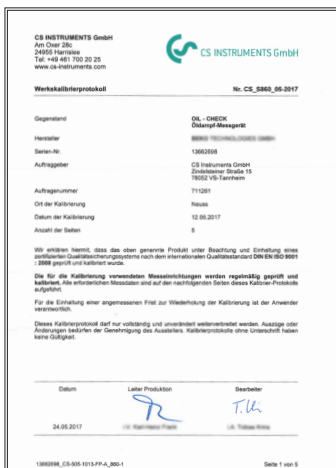 CS INSTRUMENTS GmbH
Am Oxer 28c
24955 Harrislee
Tel: +49 461 700 20 25
www.cs-instruments.com
CS INSTRUMENTS GmbH
Werkskalibrierprotokoll Nr. CS_S860_05-2017
Gegenstand OIL - CHECK
Öldampf-Messgerät
Hersteller
Serien-Nr. 13662698
Auftraggeber CS Instruments GmbH
Zindelsteiner Straße 15
78052 VS-Tannheim
Auftragenummer 711261
Ort der Kalibrierung Neuss
Datum der Kalibrierung 12.05.2017
Anzahl der Seiten 5
Wir erklären hiermit, dass das oben genannte Produkt unter Beachtung und Einhaltung eines
zertifizierten Qualitätssicherungssystems nach dem internationalen Qualitätsstandard DIN EN ISO 9001
: 2008 geprüft und kalibriert wurde.
Die für die Kalibrierung verwendeten Messeinrichtungen werden regelmäßig geprüft und
kalibriert. Alle erforderlichen Messdaten sind auf den nachfolgenden Seiten dieses Kalibrier-Protokolls
aufgeführt.
Für die Einhaltung einer angemessenen Frist zur Wiederholung der Kalibrierung ist der Anwender
verantwortlich.
Dieses Kalibrierprotokoll darf nur vollständig und unverändert weiterverbreitet werden. Auszüge oder
Änderungen bedürfen der Genehmigung des Ausstellers. Kalibrierprotokolle ohne Unterschrift haben
keine Gültigkeit.
Datum Leiter Produktion Bearbeiter
24.05.2017
13662698_CS-505-1013-FP-A_860-1 Seite 1 von 5